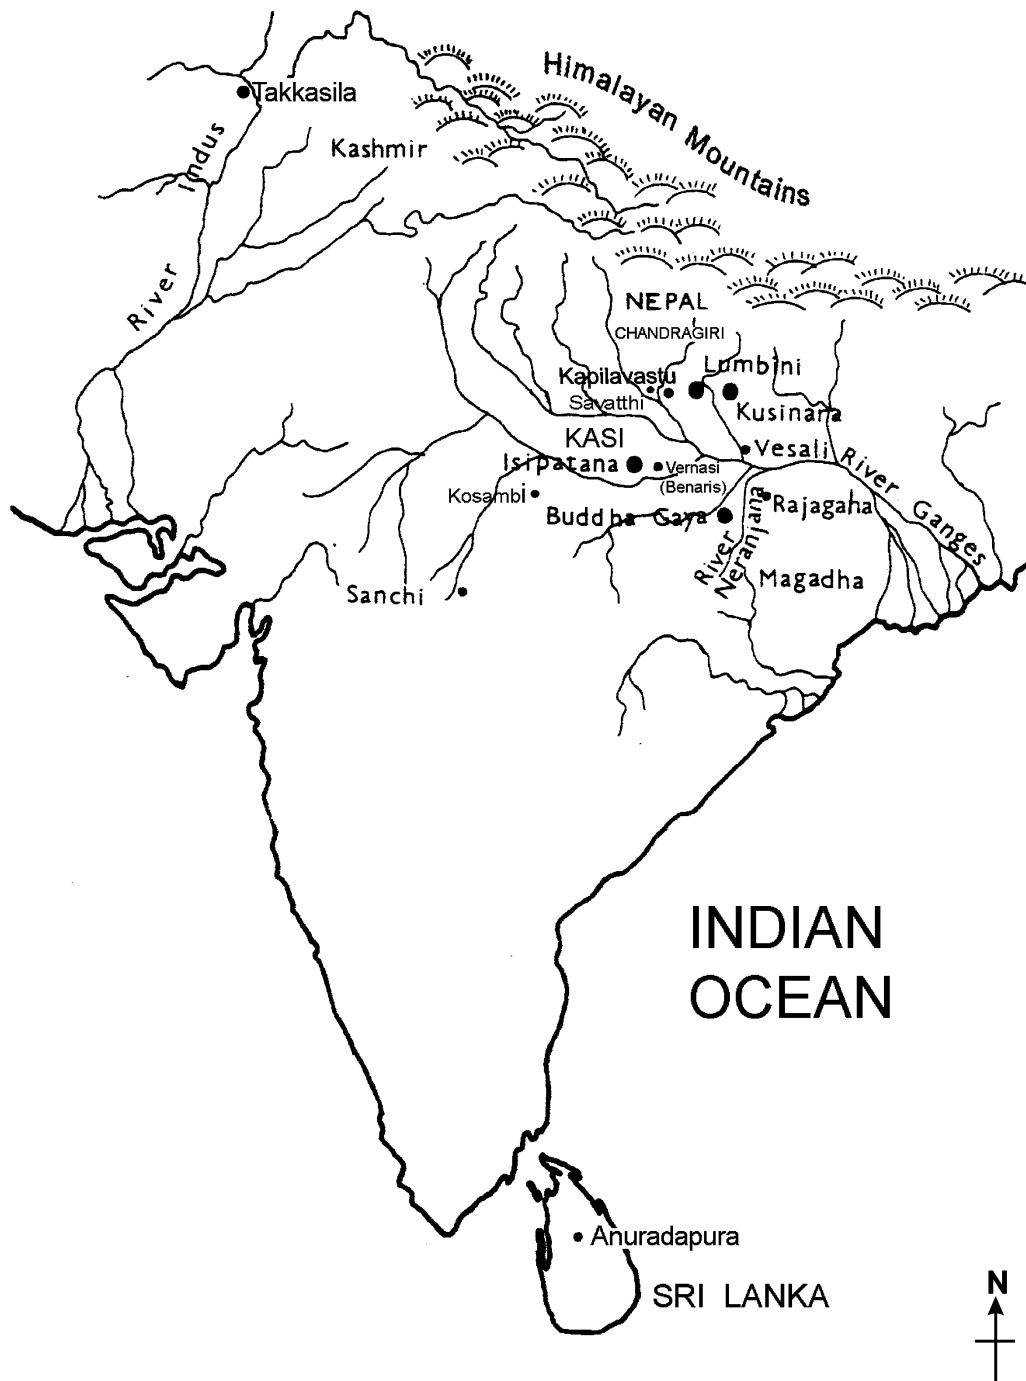 Himalayan Mountains
Takkasila
Kashmir
Indus
River
NEPAL
CHANDRAGIRI
Lumbini
Kapilavastu
Savatthi
Kusinara
KASI
Vesali
River Ganges
Isipatana
Vernasi
(Benaris)
Kosambi
Buddha Gaya
Rajagaha
River
Neranjana
Magadha
Sanchi
INDIAN
OCEAN
Anuradapura
SRI LANKA
N